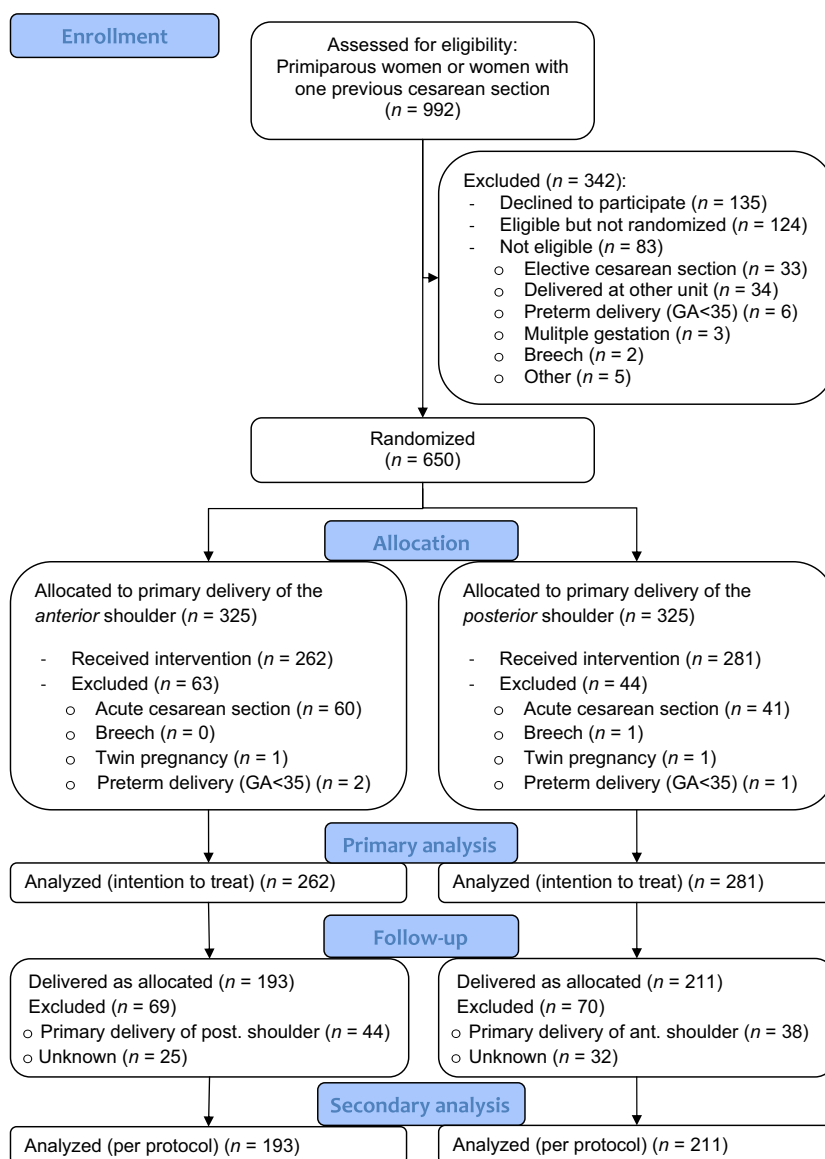 Enrollment
Assessed for eligibility:
Primiparous women or women with
one previous cesarean section
(n = 992)
Excluded (n = 342):
- Declined to participate (n = 135)
- Eligible but not randomized (n = 124)
- Not eligible (n = 83)
o Elective cesarean section (n = 33)
o Delivered at other unit (n = 34)
o Preterm delivery (GA<35) (n = 6)
o Mulitple gestation (n = 3)
o Breech (n = 2)
o Other (n = 5)
Randomized
(n = 650)
Allocation
Allocated to primary delivery of the
anterior shoulder (n = 325)
- Received intervention (n = 262)
- Excluded (n = 63)
o Acute cesarean section (n = 60)
o Breech (n = 0)
o Twin pregnancy (n = 1)
o Preterm delivery (GA<35) (n = 2)
Allocated to primary delivery of the
posterior shoulder (n = 325)
- Received intervention (n = 281)
- Excluded (n = 44)
o Acute cesarean section (n = 41)
o Breech (n = 1)
o Twin pregnancy (n = 1)
o Preterm delivery (GA<35) (n = 1)
Primary analysis
Analyzed (intention to treat) (n = 262)
Analyzed (intention to treat) (n = 281)
Follow-up
Delivered as allocated (n = 193)
Excluded (n = 69)
o Primary delivery of post. shoulder (n = 44)
o Unknown (n = 25)
Delivered as allocated (n = 211)
Excluded (n = 70)
o Primary delivery of ant. shoulder (n = 38)
o Unknown (n = 32)
Secondary analysis
Analyzed (per protocol) (n = 193)
Analyzed (per protocol) (n = 211)